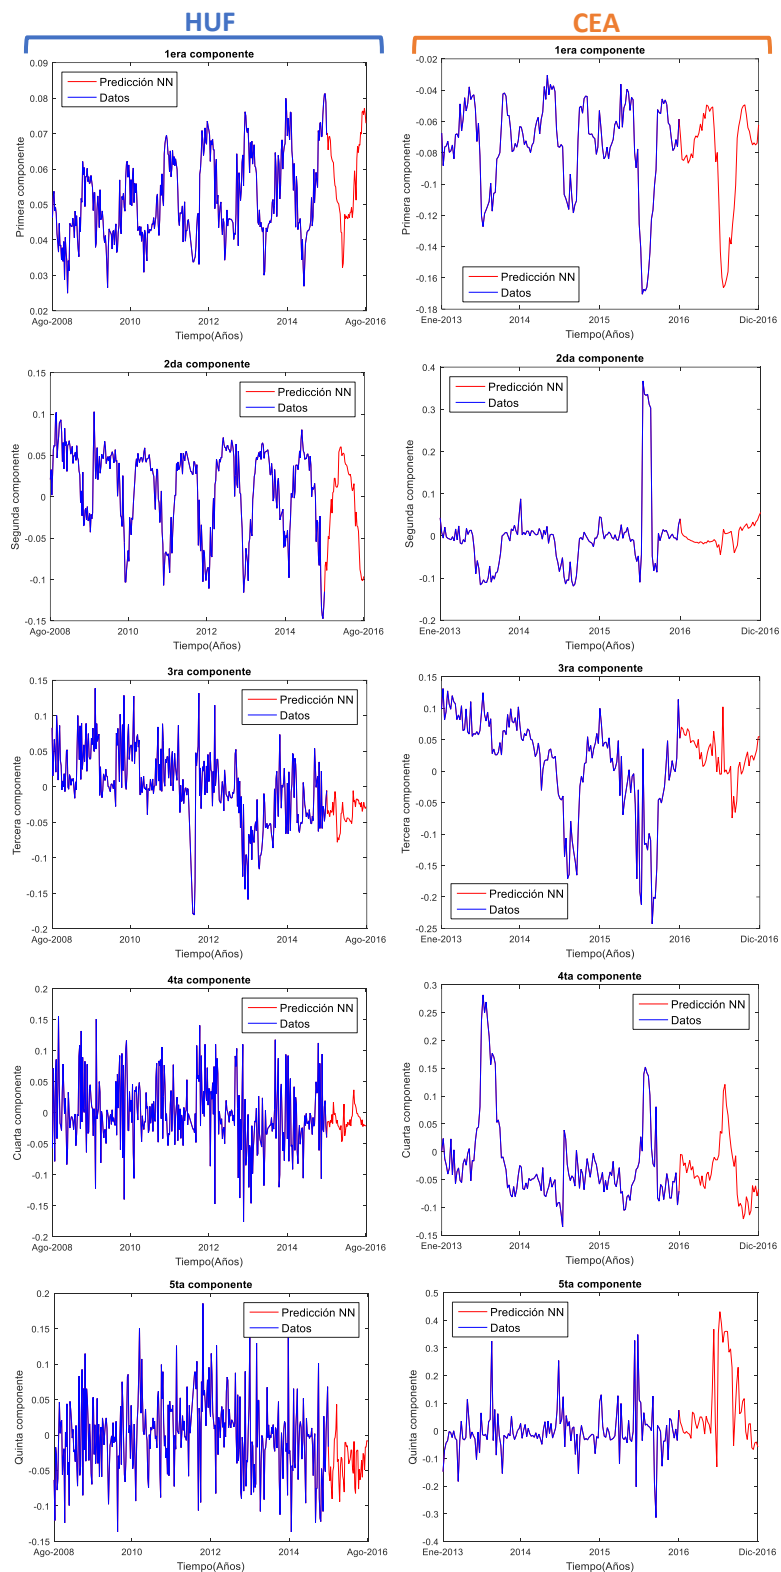 HUF
CEA
1era componente
0.09
0.08
0.07
0.06
0.05
0.04
0.03
0.02
Primera componente
Predicción NN
Datos
Ago-2008
2010
2012
2014
Ago-2016
Tiempo(Años)
1era componente
-0.02
-0.04
-0.06
-0.08
-0.1
-0.12
-0.14
-0.16
-0.18
Primera componente
Predicción NN
Datos
Ene-2013
2014
2015
2016
Dic-2016
Tiempo(Años)
2da componente
0.15
0.1
0.05
0
-0.05
-0.1
-0.15
Segunda componente
Predicción NN
Datos
Ago-2008
2010
2012
2014
Ago-2016
Tiempo(Años)
2da componente
0.4
0.3
0.2
0.1
0
-0.1
-0.2
Segunda componente
Predicción NN
Datos
Ene-2013
2014
2015
2016
Dic-2016
Tiempo(Años)
3ra componente
0.15
0.1
0.05
0
-0.05
-0.1
-0.15
-0.2
Tercera componente
Predicción NN
Datos
Ago-2008
2010
2012
2014
Ago-2016
Tiempo(Años)
3ra componente
0.15
0.1
0.05
0
-0.05
-0.1
-0.15
-0.2
-0.25
Tercera componente
Predicción NN
Datos
Ene-2013
2014
2015
2016
Dic-2016
Tiempo(Años)
4ta componente
0.2
0.15
0.1
0.05
0
-0.05
-0.1
-0.15
-0.2
Cuarta componente
Predicción NN
Datos
Ago-2008
2010
2012
2014
Ago-2016
Tiempo(Años)
4ta componente
0.3
0.25
0.2
0.15
0.1
0.05
0
-0.05
-0.1
-0.15
Cuarta componente
Predicción NN
Datos
Ene-2013
2014
2015
2016
Dic-2016
Tiempo(Años)
5ta componente
0.2
0.15
0.1
0.05
0
-0.05
-0.1
-0.15
Quinta componente
Predicción NN
Datos
Ago-2008
2010
2012
2014
Ago-2016
Tiempo(Años)
5ta componente
0.5
0.4
0.3
0.2
0.1
0
-0.1
-0.2
-0.3
-0.4
Quinta componente
Predicción NN
Datos
Ene-2013
2014
2015
2016
Dic-2016
Tiempo(Años)